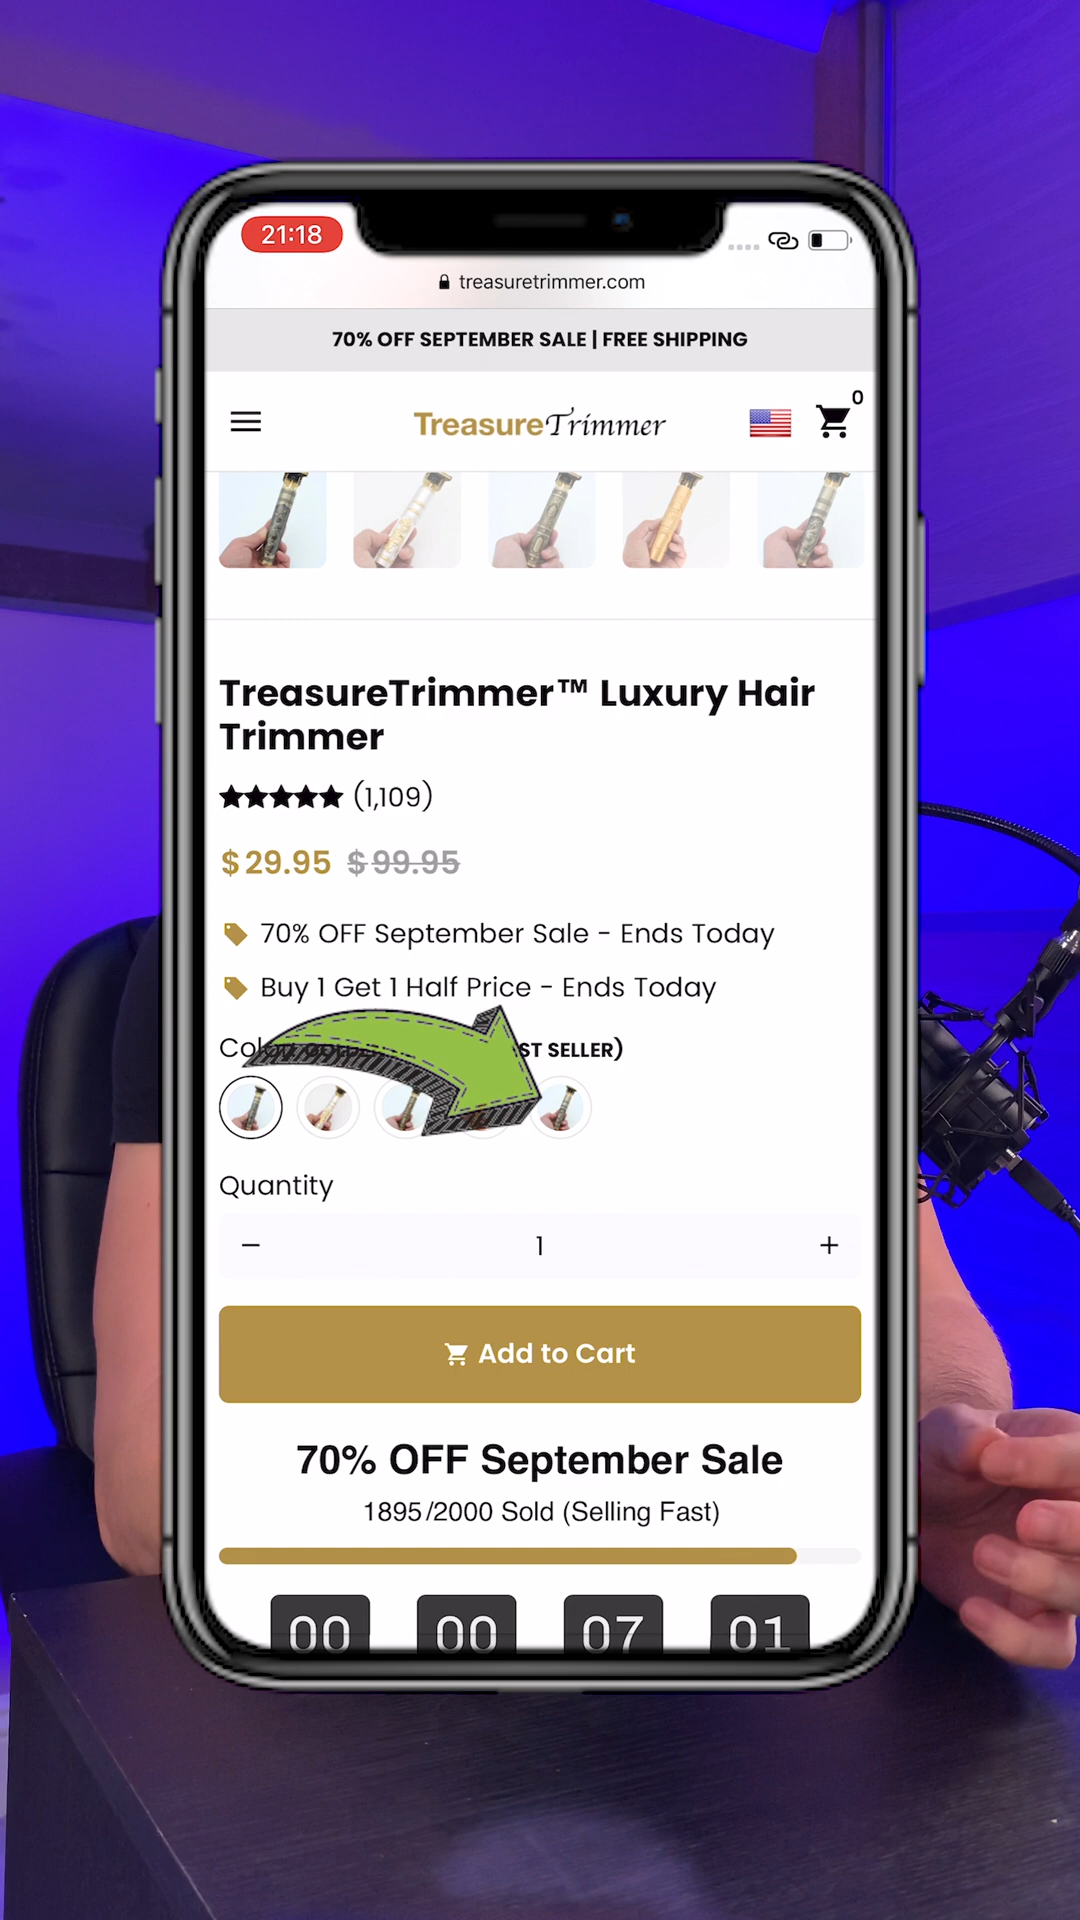 21:18
treasuretrimmer.com
70% OFF SEPTEMBER SALE | FREE SHIPPING
0
TreasureTrimmer
TreasureTrimmer™ Luxury Hair
Trimmer
(1,109)
$29.95 $99.95
70% OFF September Sale - Ends Today
Buy 1 Get 1 Half Price - Ends Today
SELLER)
Quantity
− 1 +
Add to Cart
70% OFF September Sale
1895/2000 Sold (Selling Fast)
00 00 07 01